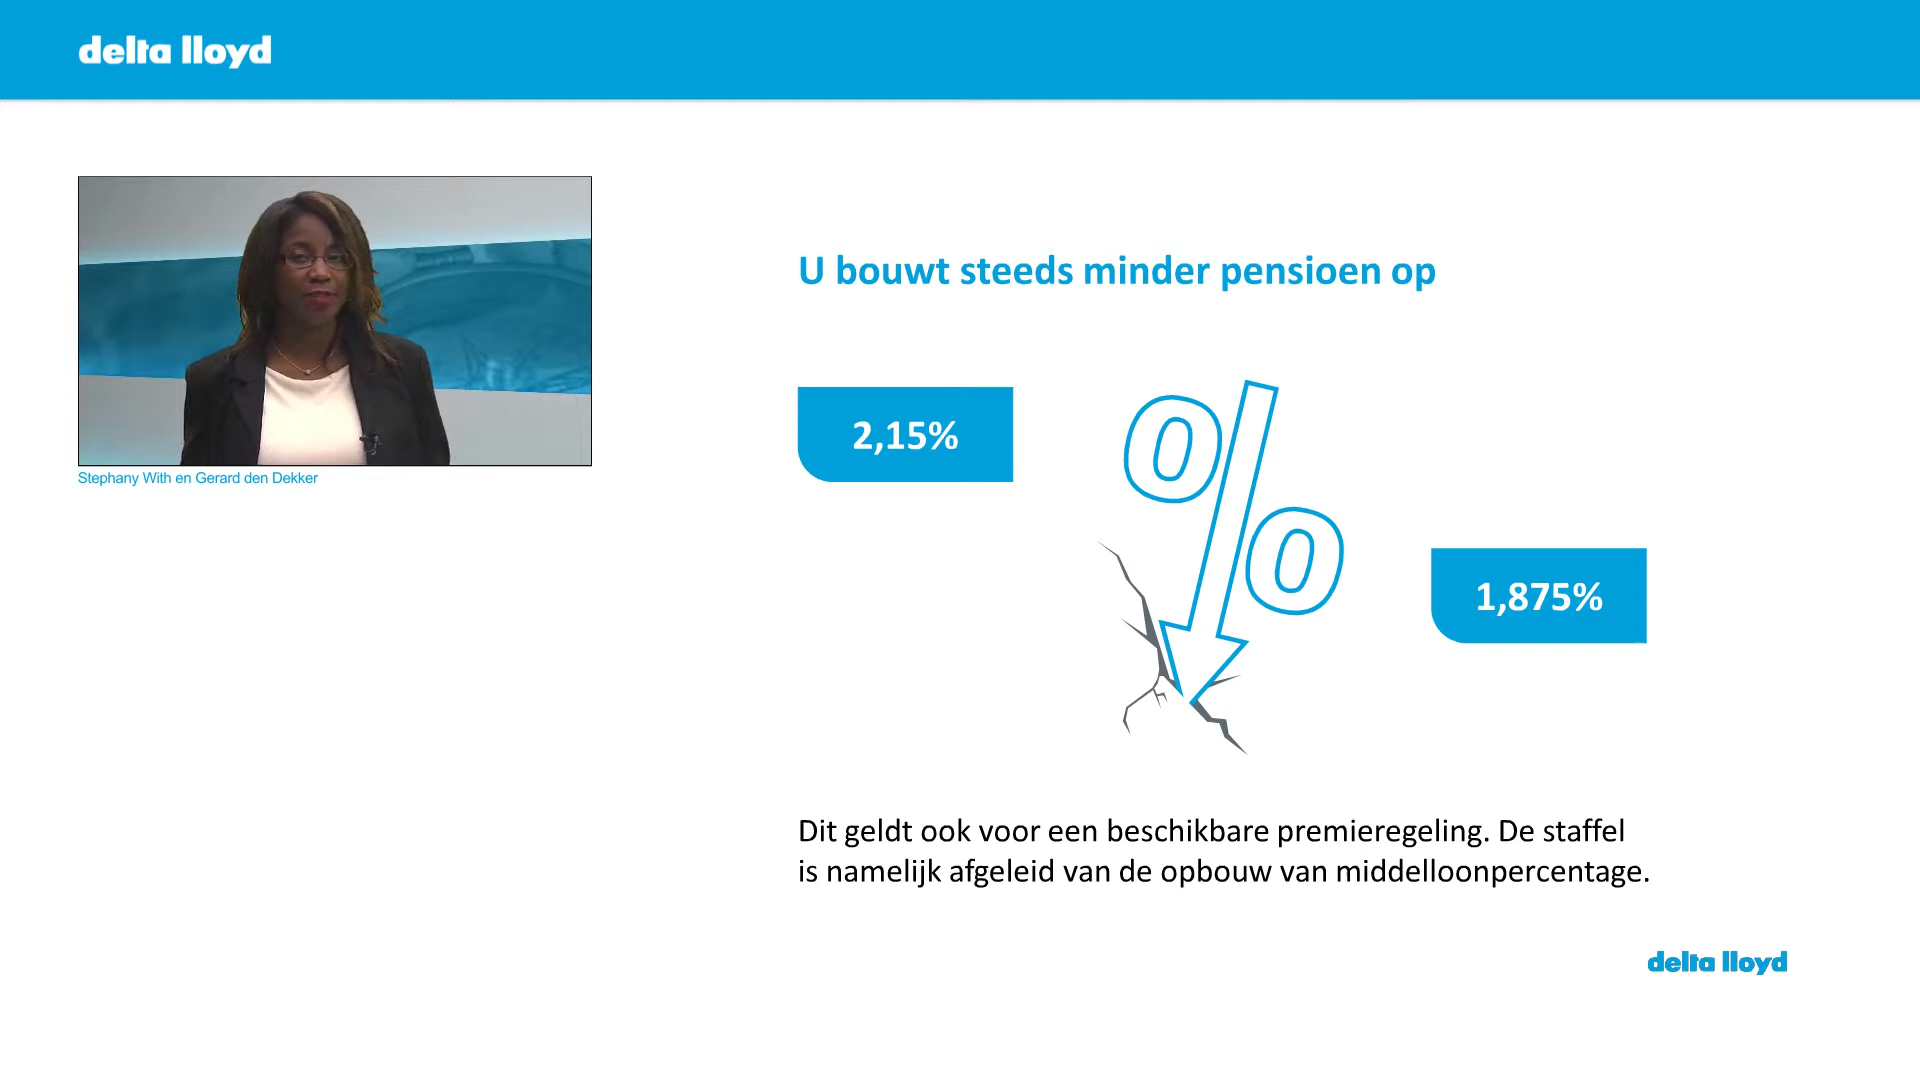 delta lloyd
Stephany With en Gerard den Dekker
U bouwt steeds minder pensioen op
2,15%
%
1,875%
Dit geldt ook voor een beschikbare premieregeling. De staffel
is namelijk afgeleid van de opbouw van middelloonpercentage.
delta lloyd